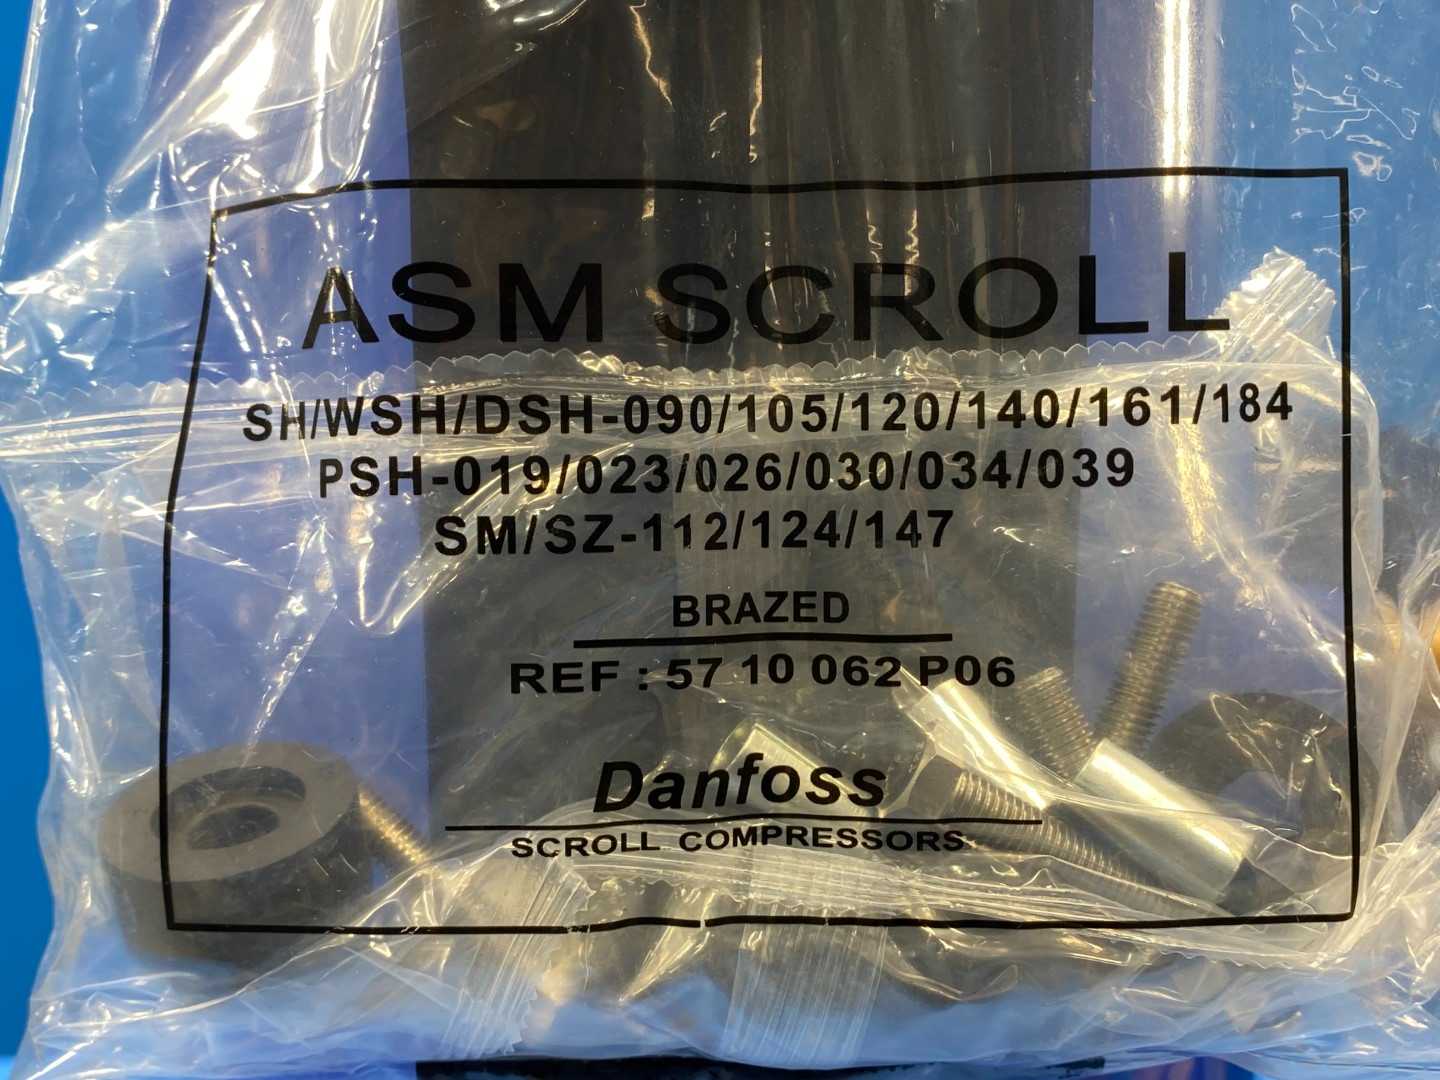 ASM SCROLL
SH/WSH/DSH-090/105/120/140/161/184
PSH-019/023/026/030/034/039
SM/SZ-112/124/147
BRAZED
REF : 57 10 062 P06
Danfoss
SCROLL COMPRESSORS